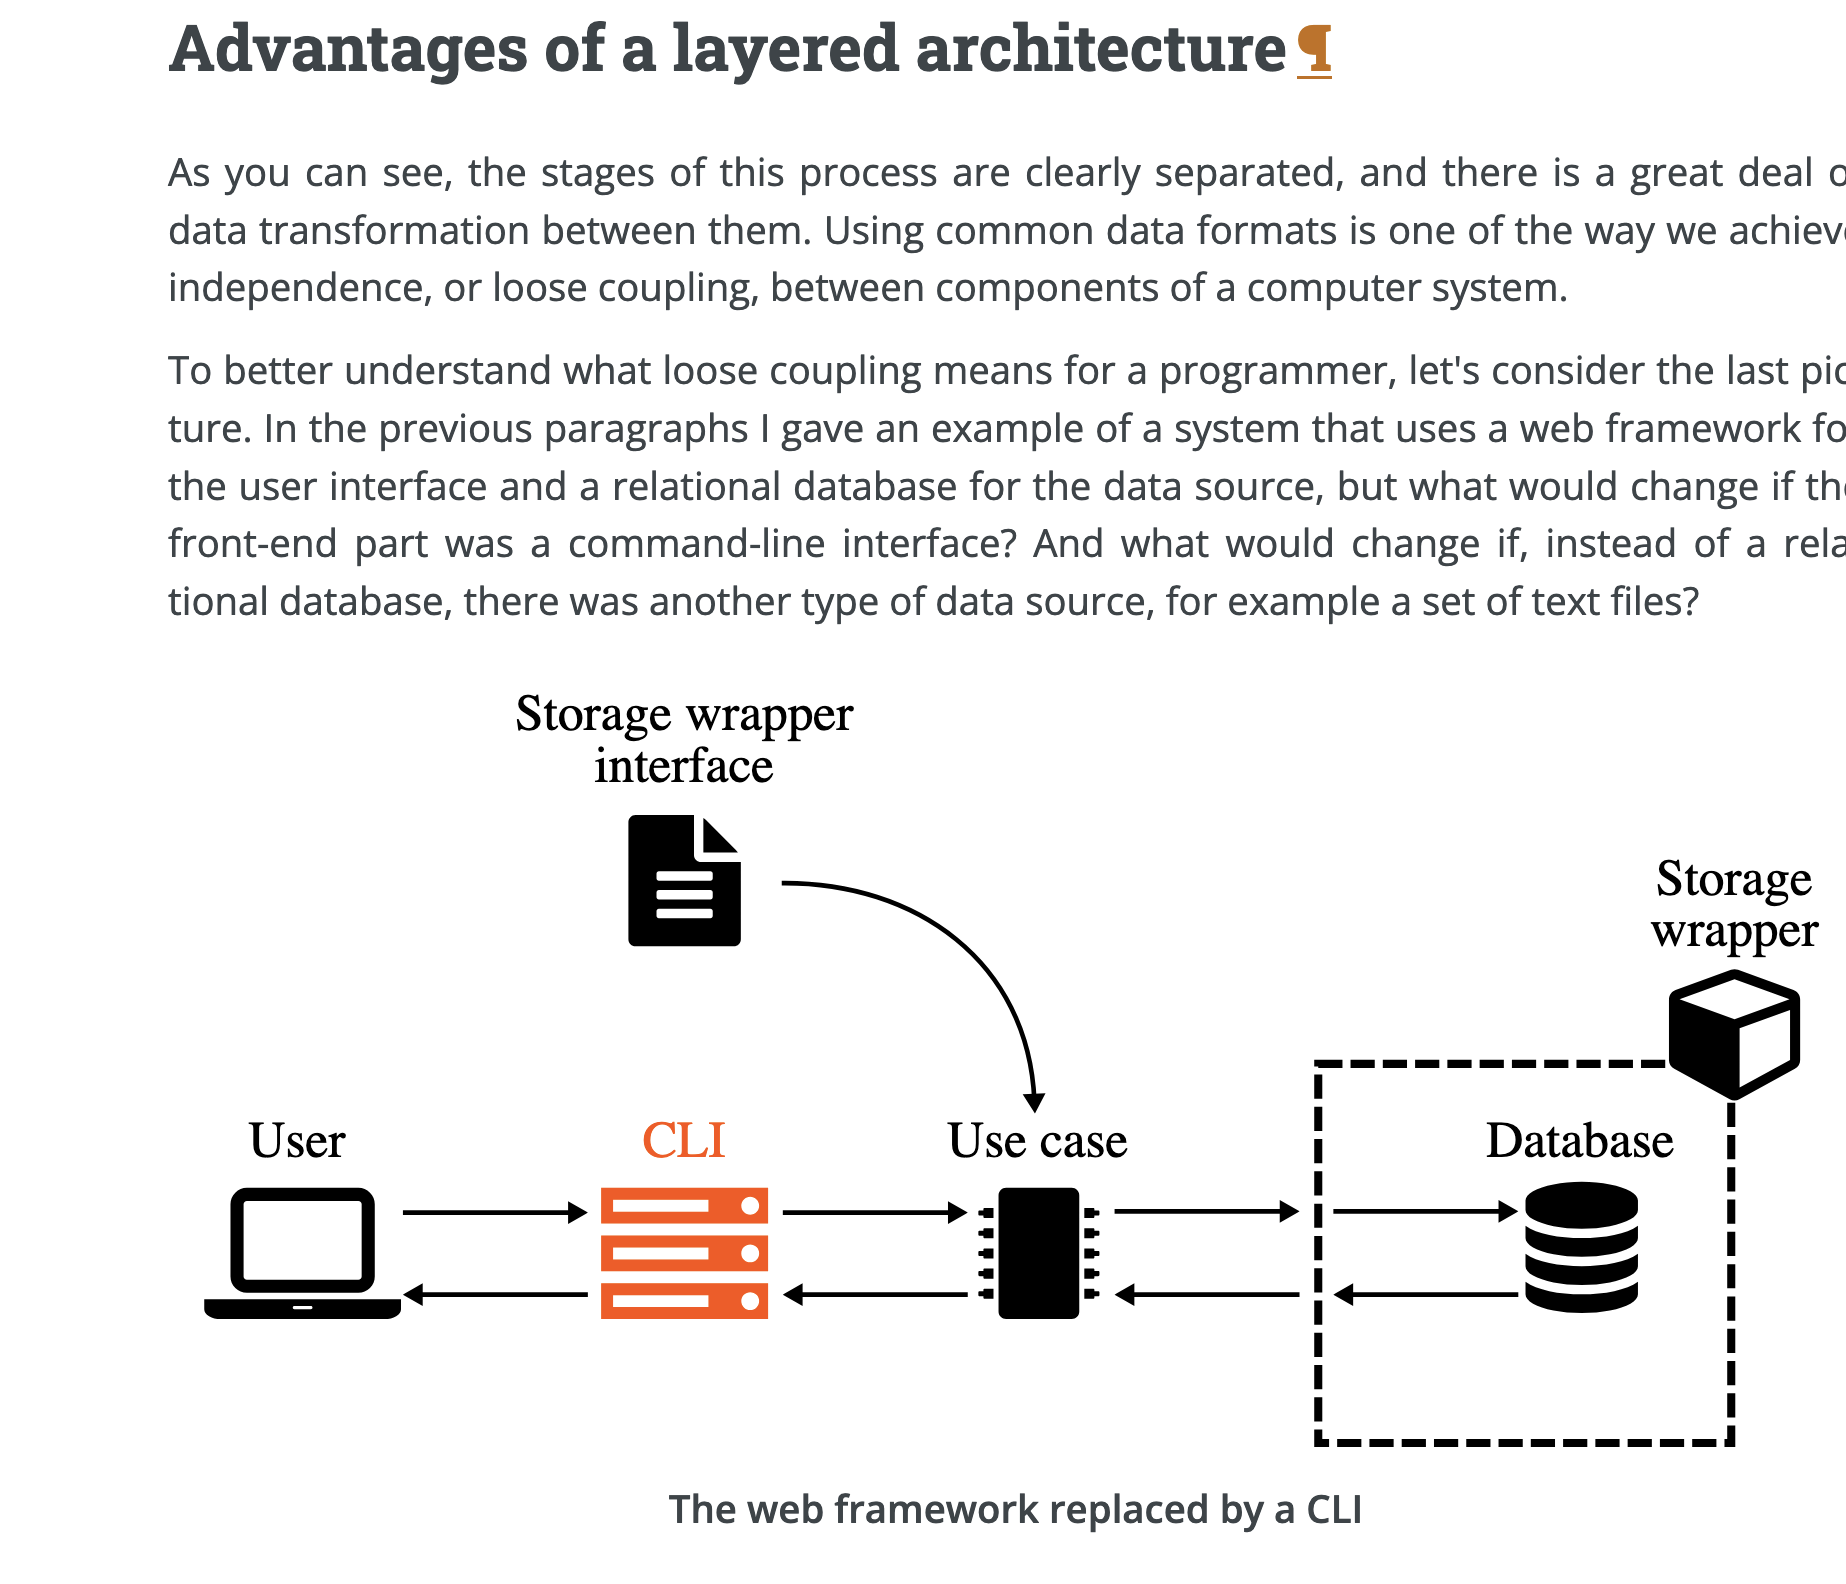 Advantages of a layered architecture ¶
As you can see, the stages of this process are clearly separated, and there is a great deal
data transformation between them. Using common data formats is one of the way we
independence, or loose coupling, between components of a computer system.
To better understand what loose coupling means for a programmer, let's consider the last pic
ture. In the previous paragraphs I gave an example of a system that uses a web framework
the user interface and a relational database for the data source, but what would change if
front-end part was a command-line interface? And what would change if, instead of a rela
tional database, there was another type of data source, for example a set of text files?
Storage wrapper
interface
Storage
wrapper
User
CLI
Use case
Database
The web framework replaced by a CLI